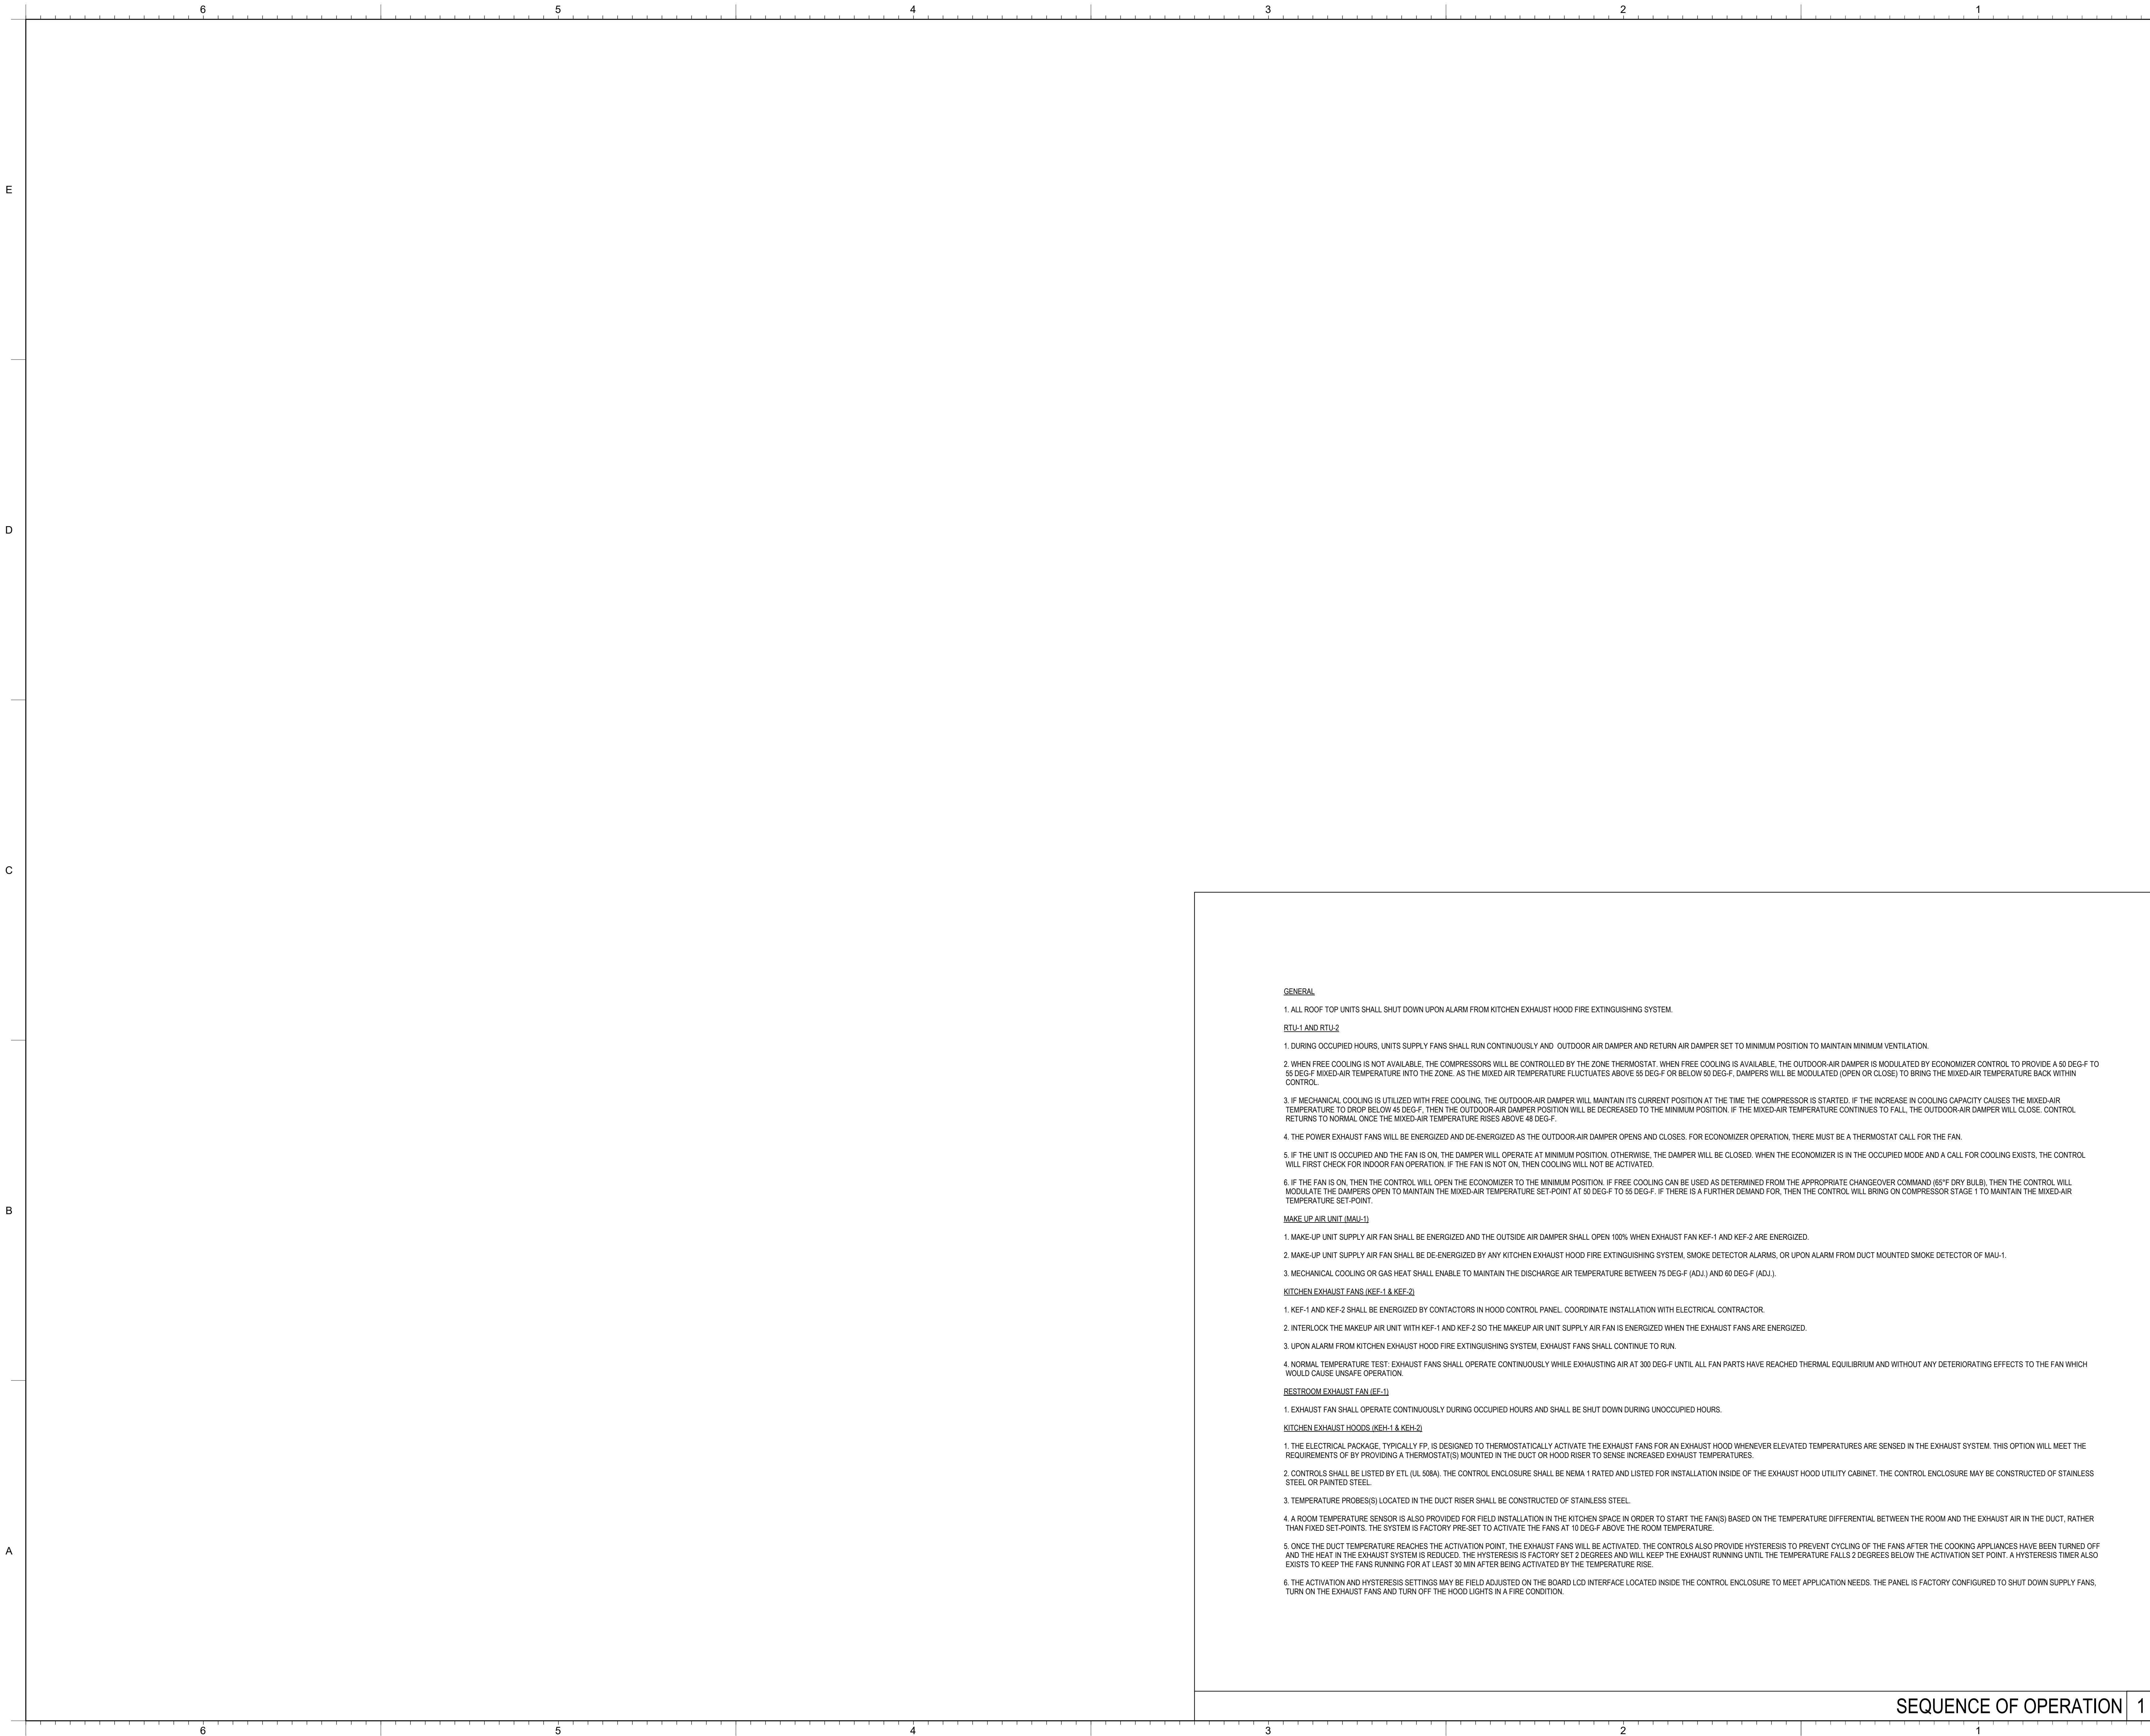 6 5 4 3 2 1
E
D
C
B
A
GENERAL
1. ALL ROOF TOP UNITS SHALL SHUT DOWN UPON ALARM FROM KITCHEN EXHAUST HOOD FIRE EXTINGUISHING SYSTEM.
RTU-1 AND RTU-2
1. DURING OCCUPIED HOURS, UNITS SUPPLY FANS SHALL RUN CONTINUOUSLY AND OUTDOOR AIR DAMPER AND RETURN AIR DAMPER SET TO MINIMUM POSITION TO MAINTAIN MINIMUM VENTILATION.
2. WHEN FREE COOLING IS NOT AVAILABLE, THE COMPRESSORS WILL BE CONTROLLED BY THE ZONE THERMOSTAT. WHEN FREE COOLING IS AVAILABLE, THE OUTDOOR-AIR DAMPER IS MODULATED BY ECONOMIZER CONTROL TO PROVIDE A 50 DEG-F TO
55 DEG-F MIXED-AIR TEMPERATURE INTO THE ZONE. AS THE MIXED AIR TEMPERATURE FLUCTUATES ABOVE 55 DEG-F OR BELOW 50 DEG-F, DAMPERS WILL BE MODULATED (OPEN OR CLOSE) TO BRING THE MIXED-AIR TEMPERATURE BACK WITHIN
CONTROL.
3. IF MECHANICAL COOLING IS UTILIZED WITH FREE COOLING, THE OUTDOOR-AIR DAMPER WILL MAINTAIN ITS CURRENT POSITION AT THE TIME THE COMPRESSOR IS STARTED. IF THE INCREASE IN COOLING CAPACITY CAUSES THE MIXED-AIR
TEMPERATURE TO DROP BELOW 45 DEG-F, THEN THE OUTDOOR-AIR DAMPER POSITION WILL BE DECREASED TO THE MINIMUM POSITION. IF THE MIXED-AIR TEMPERATURE CONTINUES TO FALL, THE OUTDOOR-AIR DAMPER WILL CLOSE. CONTROL
RETURNS TO NORMAL ONCE THE MIXED-AIR TEMPERATURE RISES ABOVE 48 DEG-F.
4. THE POWER EXHAUST FANS WILL BE ENERGIZED AND DE-ENERGIZED AS THE OUTDOOR-AIR DAMPER OPENS AND CLOSES. FOR ECONOMIZER OPERATION, THERE MUST BE A THERMOSTAT CALL FOR THE FAN.
5. IF THE UNIT IS OCCUPIED AND THE FAN IS ON, THE DAMPER WILL OPERATE AT MINIMUM POSITION. OTHERWISE, THE DAMPER WILL BE CLOSED. WHEN THE ECONOMIZER IS IN THE OCCUPIED MODE AND A CALL FOR COOLING EXISTS, THE CONTROL
WILL FIRST CHECK FOR INDOOR FAN OPERATION. IF THE FAN IS NOT ON, THEN COOLING WILL NOT BE ACTIVATED.
6. IF THE FAN IS ON, THEN THE CONTROL WILL OPEN THE ECONOMIZER TO THE MINIMUM POSITION. IF FREE COOLING CAN BE USED AS DETERMINED FROM THE APPROPRIATE CHANGEOVER COMMAND (65°F DRY BULB), THEN THE CONTROL WILL
MODULATE THE DAMPERS OPEN TO MAINTAIN THE MIXED-AIR TEMPERATURE SET-POINT AT 50 DEG-F TO 55 DEG-F. IF THERE IS A FURTHER DEMAND FOR, THEN THE CONTROL WILL BRING ON COMPRESSOR STAGE 1 TO MAINTAIN THE MIXED-AIR
TEMPERATURE SET-POINT.
MAKE UP AIR UNIT (MAU-1)
1. MAKE-UP UNIT SUPPLY AIR FAN SHALL BE ENERGIZED AND THE OUTSIDE AIR DAMPER SHALL OPEN 100% WHEN EXHAUST FAN KEF-1 AND KEF-2 ARE ENERGIZED.
2. MAKE-UP UNIT SUPPLY AIR FAN SHALL BE DE-ENERGIZED BY ANY KITCHEN EXHAUST HOOD FIRE EXTINGUISHING SYSTEM, SMOKE DETECTOR ALARMS, OR UPON ALARM FROM DUCT MOUNTED SMOKE DETECTOR OF MAU-1.
3. MECHANICAL COOLING OR GAS HEAT SHALL ENABLE TO MAINTAIN THE DISCHARGE AIR TEMPERATURE BETWEEN 75 DEG-F (ADJ.) AND 60 DEG-F (ADJ.).
KITCHEN EXHAUST FANS (KEF-1 & KEF-2)
1. KEF-1 AND KEF-2 SHALL BE ENERGIZED BY CONTACTORS IN HOOD CONTROL PANEL. COORDINATE INSTALLATION WITH ELECTRICAL CONTRACTOR.
2. INTERLOCK THE MAKEUP AIR UNIT WITH KEF-1 AND KEF-2 SO THE MAKEUP AIR UNIT SUPPLY AIR FAN IS ENERGIZED WHEN THE EXHAUST FANS ARE ENERGIZED.
3. UPON ALARM FROM KITCHEN EXHAUST HOOD FIRE EXTINGUISHING SYSTEM, EXHAUST FANS SHALL CONTINUE TO RUN.
4. NORMAL TEMPERATURE TEST: EXHAUST FANS SHALL OPERATE CONTINUOUSLY WHILE EXHAUSTING AIR AT 300 DEG-F UNTIL ALL FAN PARTS HAVE REACHED THERMAL EQUILIBRIUM AND WITHOUT ANY DETERIORATING EFFECTS TO THE FAN WHICH
WOULD CAUSE UNSAFE OPERATION.
RESTROOM EXHAUST FAN (EF-1)
1. EXHAUST FAN SHALL OPERATE CONTINUOUSLY DURING OCCUPIED HOURS AND SHALL BE SHUT DOWN DURING UNOCCUPIED HOURS.
KITCHEN EXHAUST HOODS (KEH-1 & KEH-2)
1. THE ELECTRICAL PACKAGE, TYPICALLY FP, IS DESIGNED TO THERMOSTATICALLY ACTIVATE THE EXHAUST FANS FOR AN EXHAUST HOOD WHENEVER ELEVATED TEMPERATURES ARE SENSED IN THE EXHAUST SYSTEM. THIS OPTION WILL MEET THE
REQUIREMENTS OF BY PROVIDING A THERMOSTAT(S) MOUNTED IN THE DUCT OR HOOD RISER TO SENSE INCREASED EXHAUST TEMPERATURES.
2. CONTROLS SHALL BE LISTED BY ETL (UL 508A). THE CONTROL ENCLOSURE SHALL BE NEMA 1 RATED AND LISTED FOR INSTALLATION INSIDE OF THE EXHAUST HOOD UTILITY CABINET. THE CONTROL ENCLOSURE MAY BE CONSTRUCTED OF STAINLESS
STEEL OR PAINTED STEEL.
3. TEMPERATURE PROBES(S) LOCATED IN THE DUCT RISER SHALL BE CONSTRUCTED OF STAINLESS STEEL.
4. A ROOM TEMPERATURE SENSOR IS ALSO PROVIDED FOR FIELD INSTALLATION IN THE KITCHEN SPACE IN ORDER TO START THE FAN(S) BASED ON THE TEMPERATURE DIFFERENTIAL BETWEEN THE ROOM AND THE EXHAUST AIR IN THE DUCT, RATHER
THAN FIXED SET-POINTS. THE SYSTEM IS FACTORY PRE-SET TO ACTIVATE THE FANS AT 10 DEG-F ABOVE THE ROOM TEMPERATURE.
5. ONCE THE DUCT TEMPERATURE REACHES THE ACTIVATION POINT, THE EXHAUST FANS WILL BE ACTIVATED. THE CONTROLS ALSO PROVIDE HYSTERESIS TO PREVENT CYCLING OF THE FANS AFTER THE COOKING APPLIANCES HAVE BEEN TURNED OFF
AND THE HEAT IN THE EXHAUST SYSTEM IS REDUCED. THE HYSTERESIS IS FACTORY SET 2 DEGREES AND WILL KEEP THE EXHAUST RUNNING UNTIL THE TEMPERATURE FALLS 2 DEGREES BELOW THE ACTIVATION SET POINT. A HYSTERESIS TIMER ALSO
EXISTS TO KEEP THE FANS RUNNING FOR AT LEAST 30 MIN AFTER BEING ACTIVATED BY THE TEMPERATURE RISE.
6. THE ACTIVATION AND HYSTERESIS SETTINGS MAY BE FIELD ADJUSTED ON THE BOARD LCD INTERFACE LOCATED INSIDE THE CONTROL ENCLOSURE TO MEET APPLICATION NEEDS. THE PANEL IS FACTORY CONFIGURED TO SHUT DOWN SUPPLY FANS,
TURN ON THE EXHAUST FANS AND TURN OFF THE HOOD LIGHTS IN A FIRE CONDITION.
SEQUENCE OF OPERATION 1
6 5 4 3 2 1